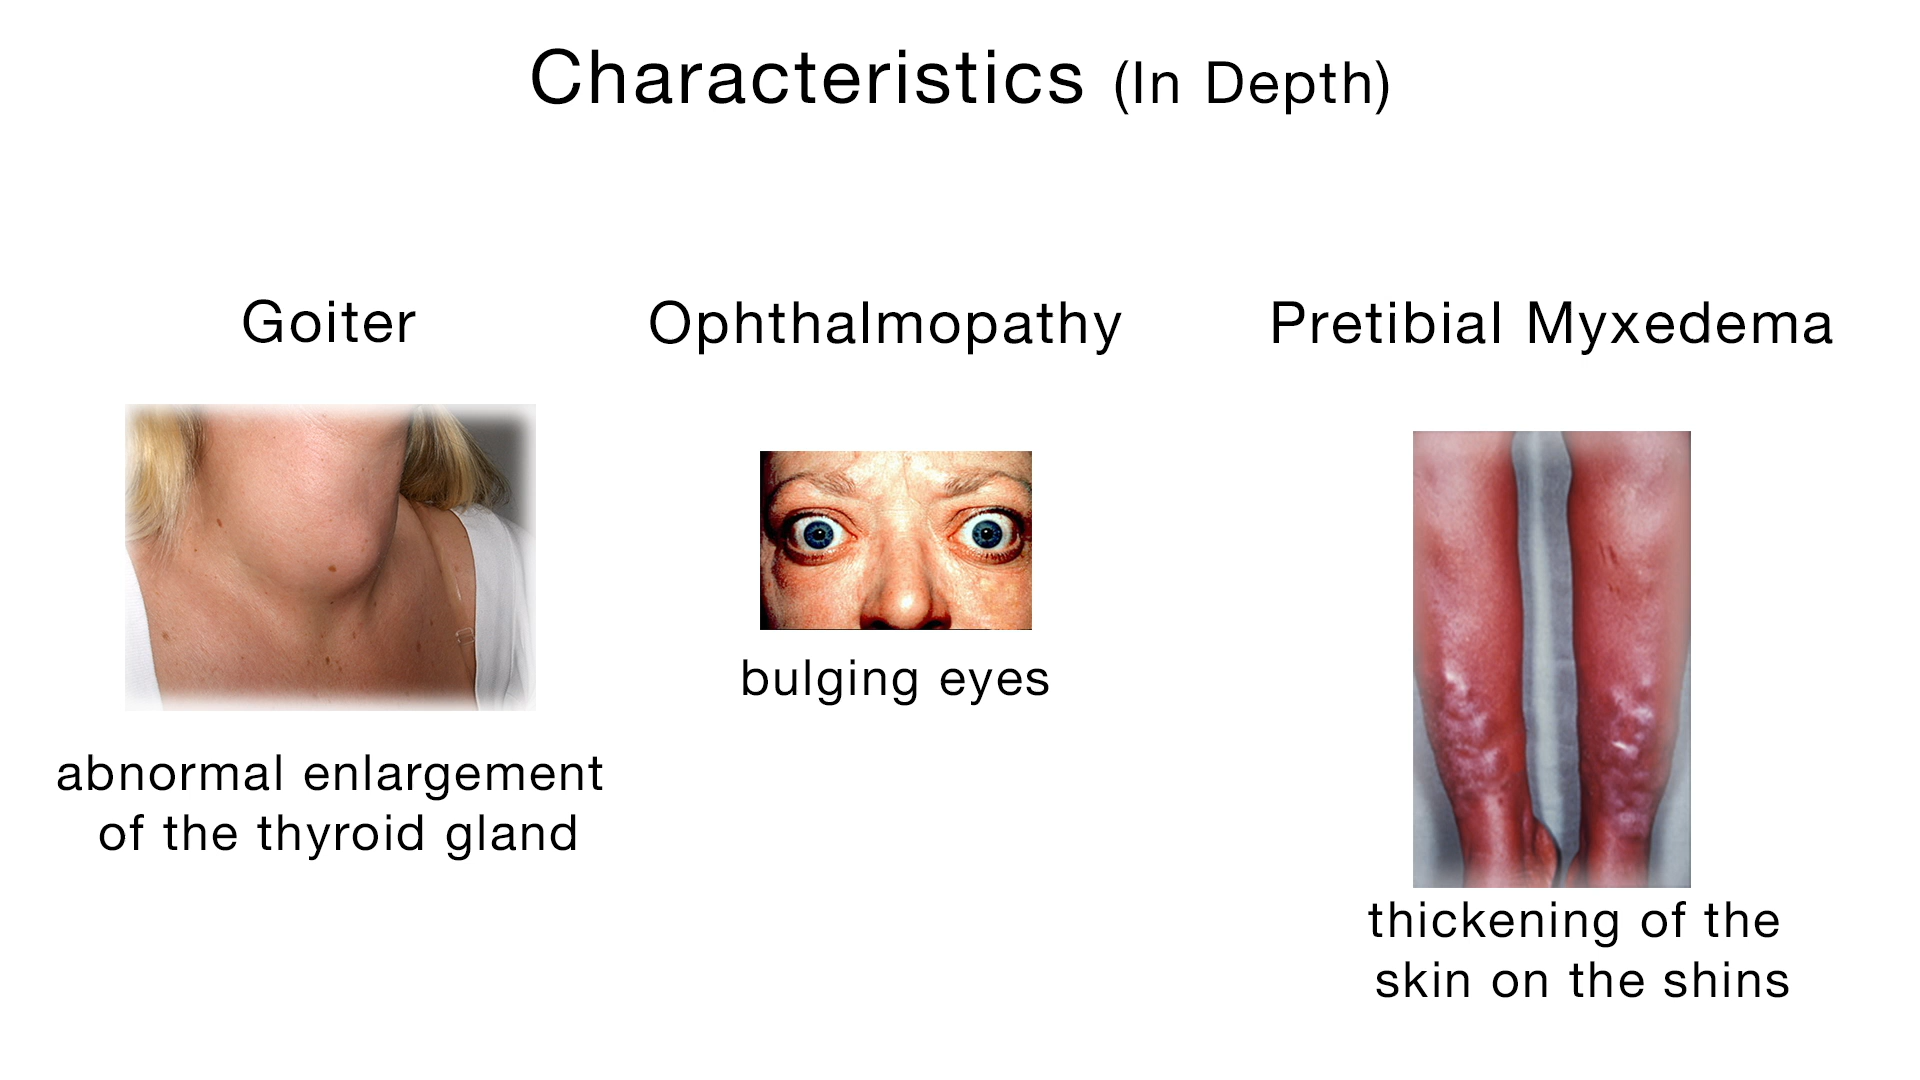 Characteristics (In Depth)
Goiter
abnormal enlargement
of the thyroid gland
Ophthalmopathy
bulging eyes
Pretibial Myxedema
thickening of the
skin on the shins